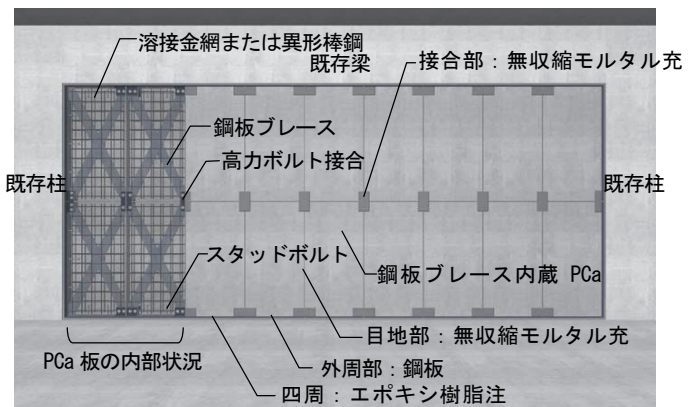 溶接金網または異形棒鋼
既存梁
接合部：無収縮モルタル充
鋼板ブレース
高力ボルト接合
既存柱
既存柱
スタッドボルト
鋼板ブレース内蔵 PCa
目地部：無収縮モルタル充
PCa 板の内部状況
外周部：鋼板
四周：エポキシ樹脂注